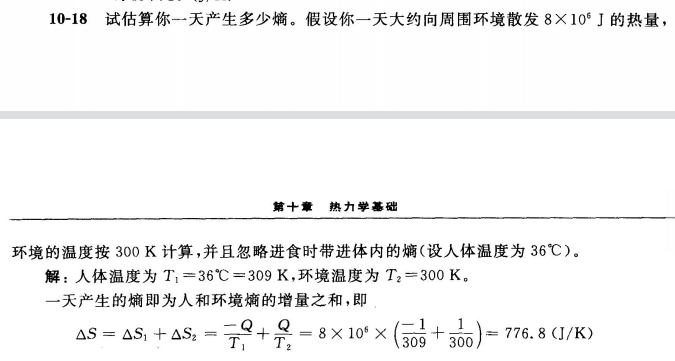 10-18 试估算你一天产生多少熵。假设你一天大约向周围环境散发 8×10⁶ J 的热量，
第十章 热力学基础
环境的温度按 300 K 计算，并且忽略进食时带进体内的熵(设人体温度为 36℃)。
解：人体温度为 T₁=36℃=309 K，环境温度为 T₂=300 K。
一天产生的熵即为人和环境熵的增量之和，即
ΔS = ΔS₁ + ΔS₂ = −Q/T₁ + Q/T₂ = 8×10⁶×(−1/309 + 1/300) = 776.8 (J/K)